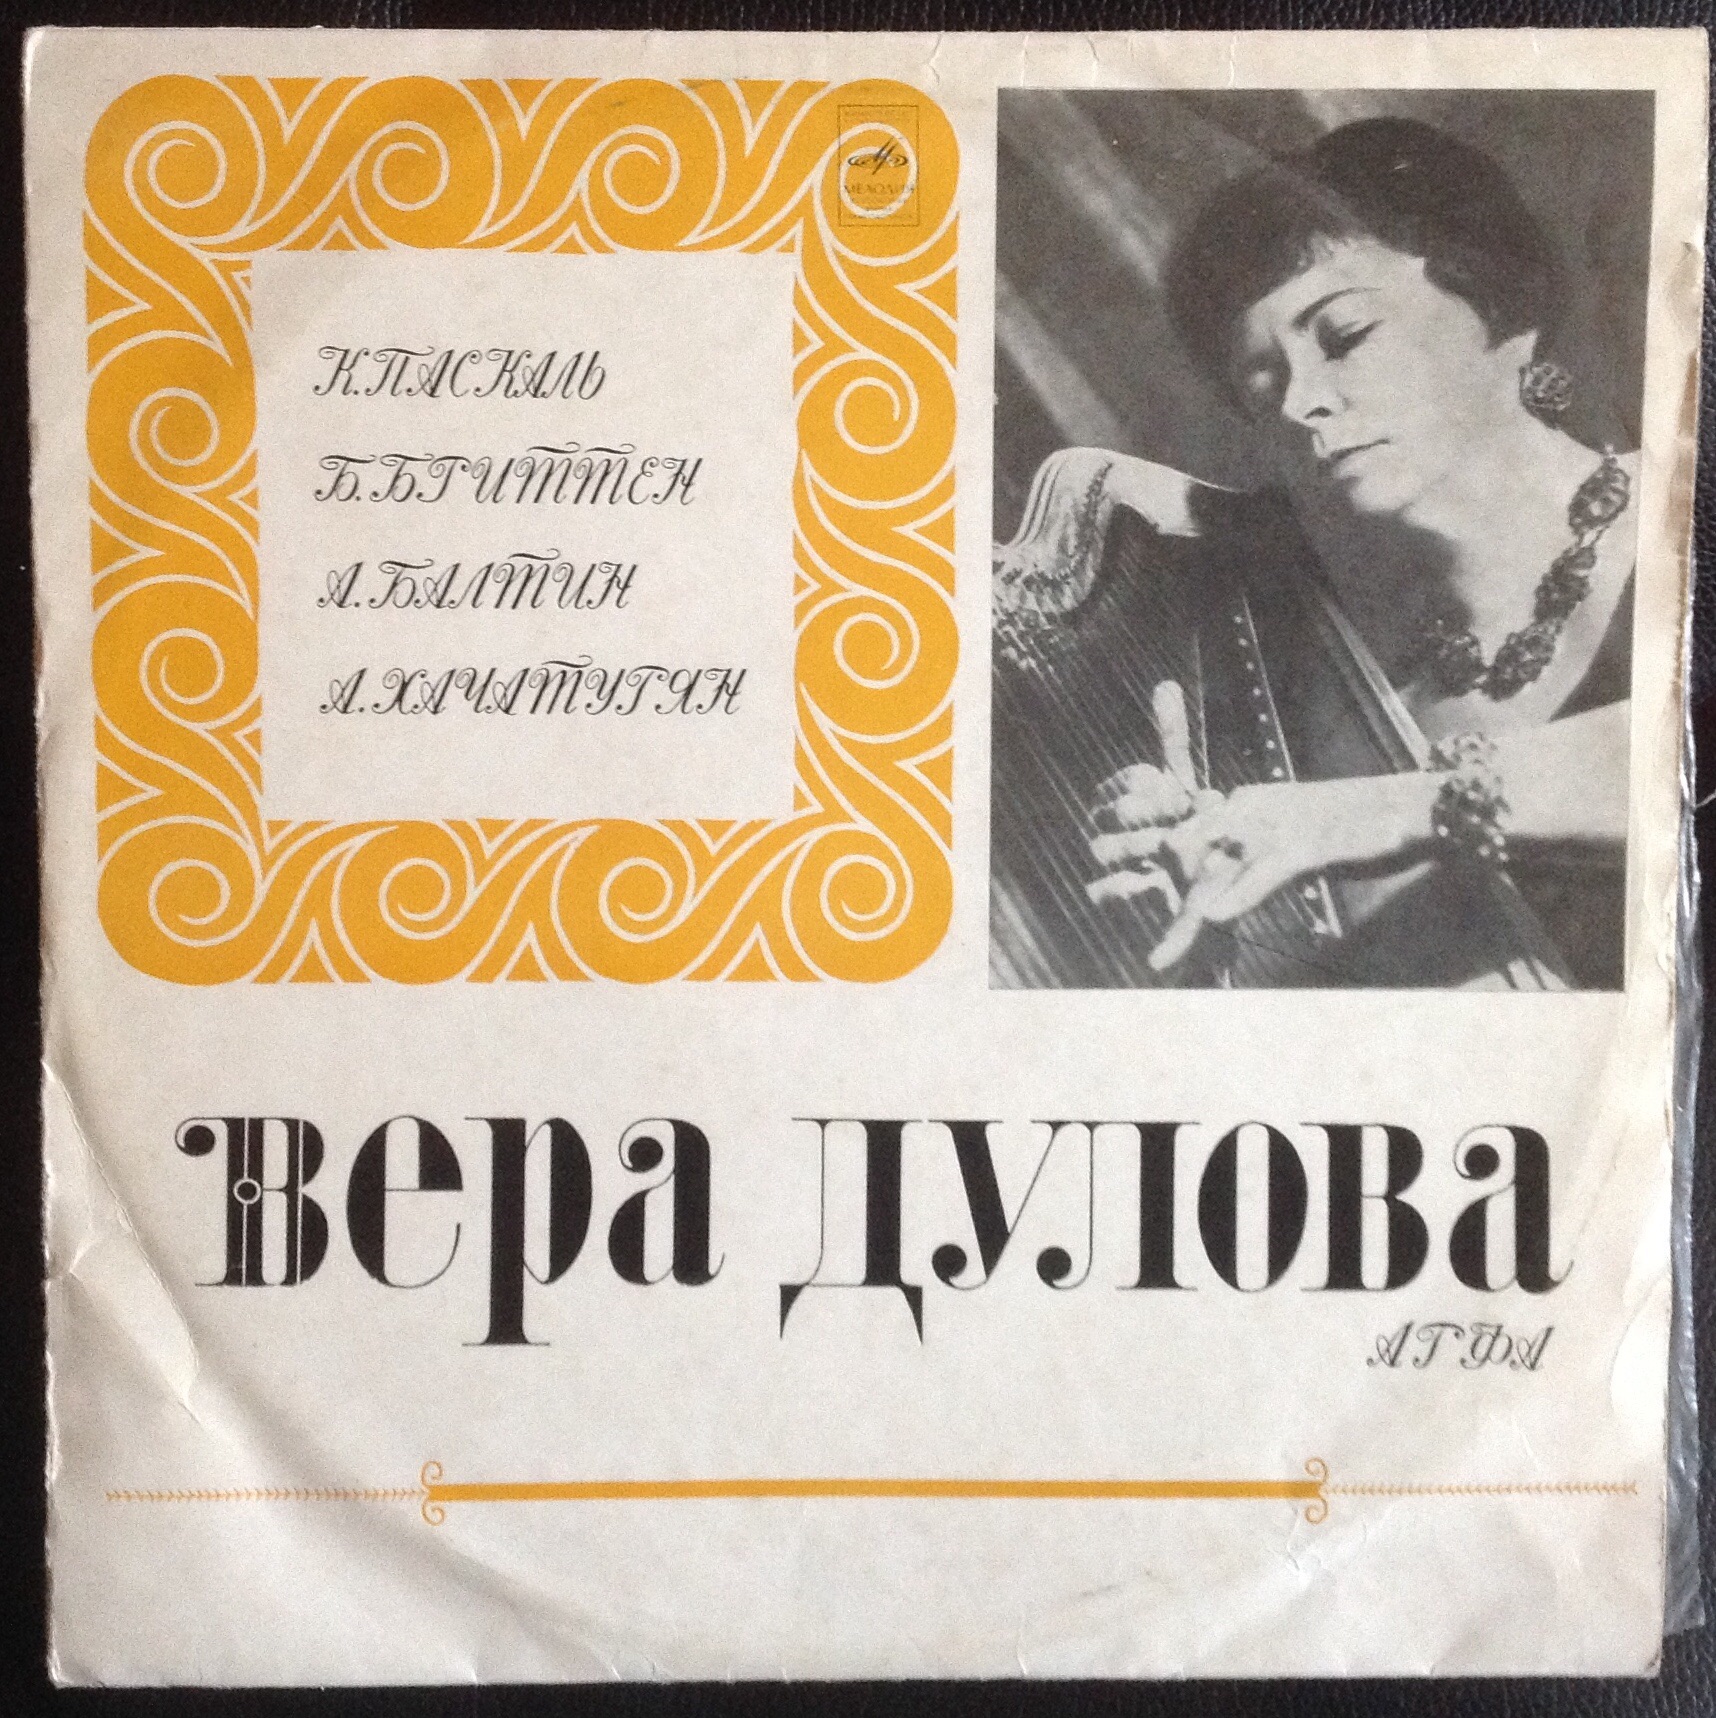 МЕЛОДИЯ
К. ПАСКАЛЬ
Б. БРИТТЕН
А. БАЛТИН
А. ХАЧАТУРЯН
ВЕРА ДУЛОВА
АРФА